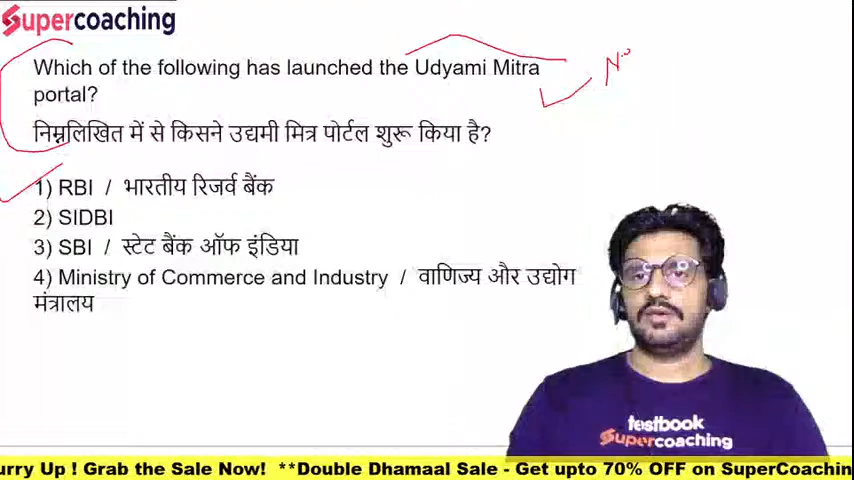 Supercoaching
Which of the following has launched the Udyami Mitra
portal?
निम्नलिखित में से किसने उद्यमी मित्र पोर्टल शुरू किया है?
1) RBI / भारतीय रिजर्व बैंक
2) SIDBI
3) SBI / स्टेट बैंक ऑफ इंडिया
4) Ministry of Commerce and Industry / वाणिज्य और उद्योग
मंत्रालय
testbook
Supercoaching
urry Up ! Grab the Sale Now! **Double Dhamaal Sale - Get upto 70% OFF on SuperCoachin